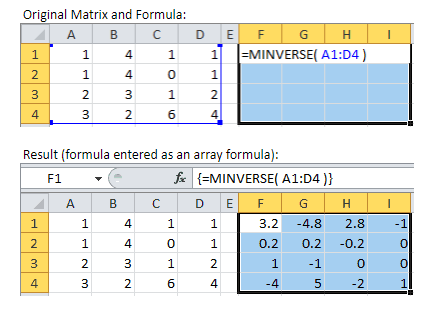 Original Matrix and Formula:
A B C D E F G H I
1 1 4 1 1 =MINVERSE( A1:D4 )
2 1 4 0 1
3 2 3 1 2
4 3 2 6 4
Result (formula entered as an array formula):
F1 fx {=MINVERSE( A1:D4 )}
A B C D E F G H I
1 1 4 1 1 3.2 -4.8 2.8 -1
2 1 4 0 1 0.2 0.2 -0.2 0
3 2 3 1 2 1 -1 0 0
4 3 2 6 4 -4 5 -2 1